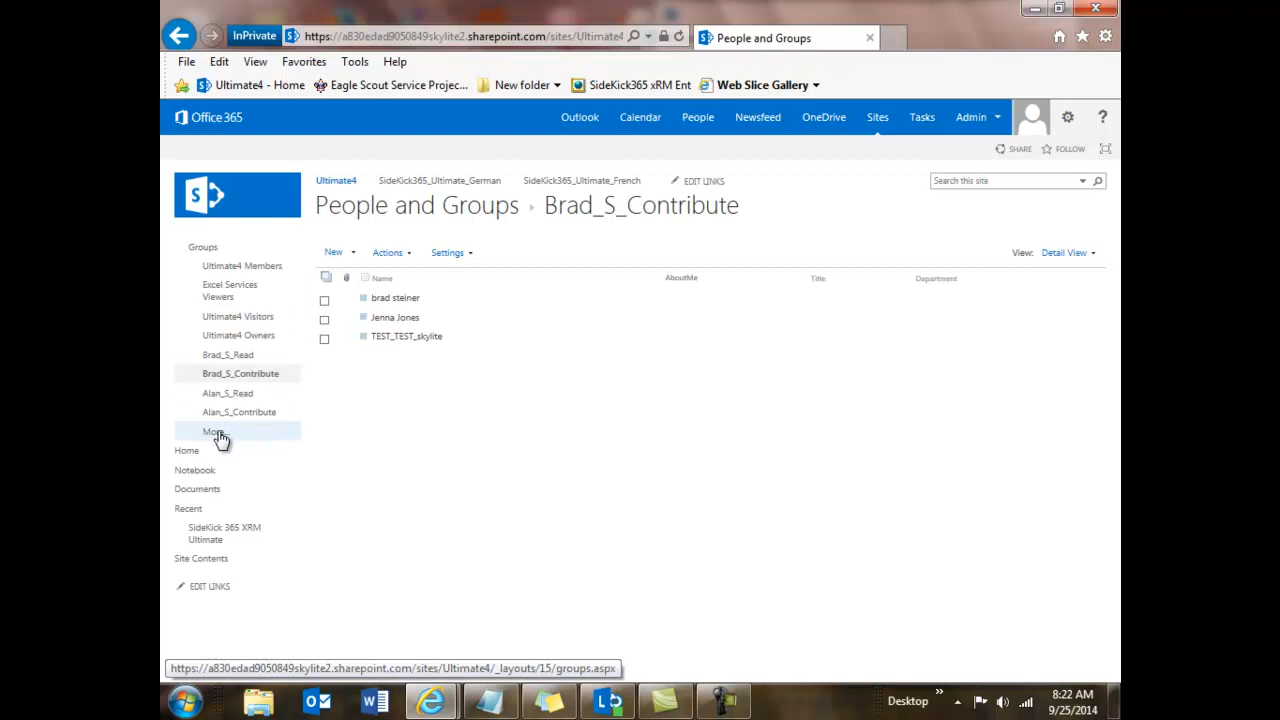 InPrivate
https://a830edad9050849skylite2.sharepoint.com/sites/Ultimate4
People and Groups
File Edit View Favorites Tools Help
Ultimate4 - Home
Eagle Scout Service Projec...
New folder
SideKick365 xRM Ent
Web Slice Gallery
Office 365
Outlook Calendar People Newsfeed OneDrive Sites Tasks Admin ?
SHARE FOLLOW
S
Ultimate4 SideKick365_Ultimate_German SideKick365_Ultimate_French EDIT LINKS
Search this site
People and Groups Brad_S_Contribute
Groups
Ultimate4 Members
Excel Services
Viewers
Ultimate4 Visitors
Ultimate4 Owners
Brad_S_Read
Brad_S_Contribute
Alan_S_Read
Alan_S_Contribute
More...
Home
Notebook
Documents
Recent
SideKick 365 XRM
Ultimate
Site Contents
EDIT LINKS
New Actions Settings View: Detail View
Name AboutMe Title Department
brad steiner
Jenna Jones
TEST_TEST_skylite
https://a830edad9050849skylite2.sharepoint.com/sites/Ultimate4/_layouts/15/groups.aspx
Desktop
8:22 AM
9/25/2014